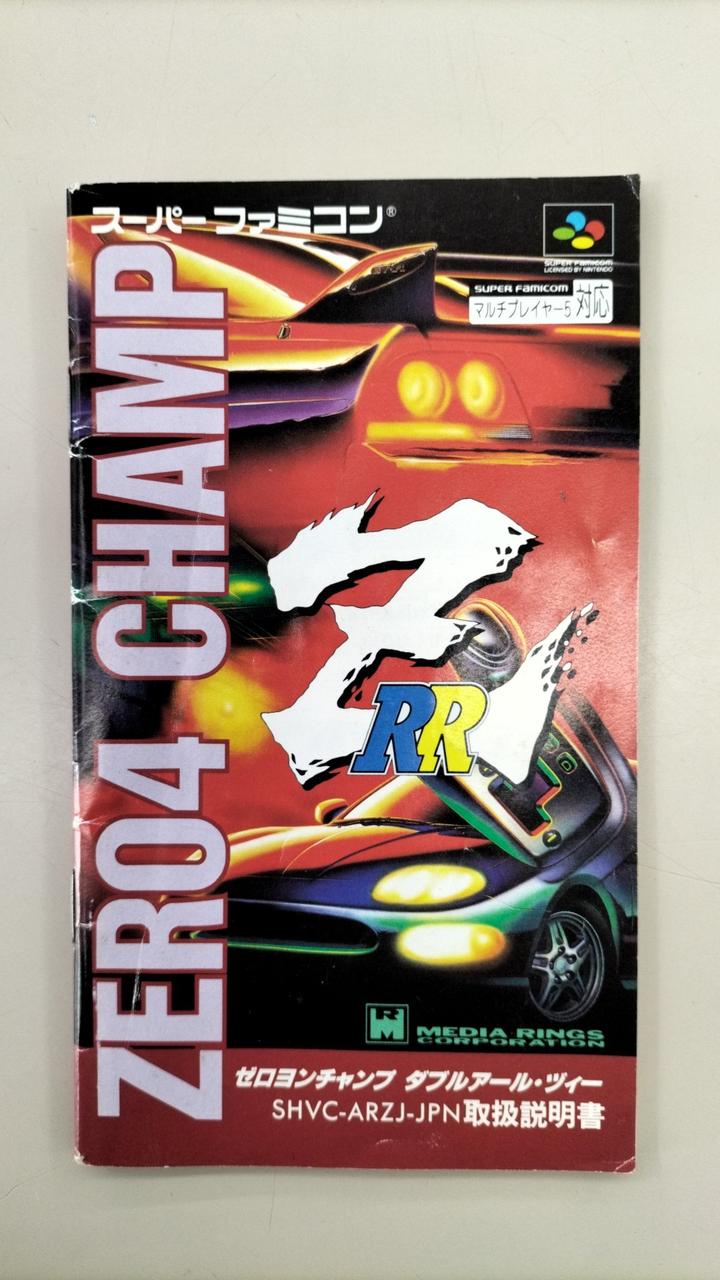 スーパーファミコン®
SUPER FAMICOM
LICENSED BY NINTENDO
SUPER FAMICOM
マルチプレイヤー5 対応
ZERO4 CHAMP
RR
Z
RM
MEDIA RINGS
CORPORATION
ゼロヨンチャンプ ダブルアール・ヅィー
SHVC-ARZJ-JPN取扱説明書